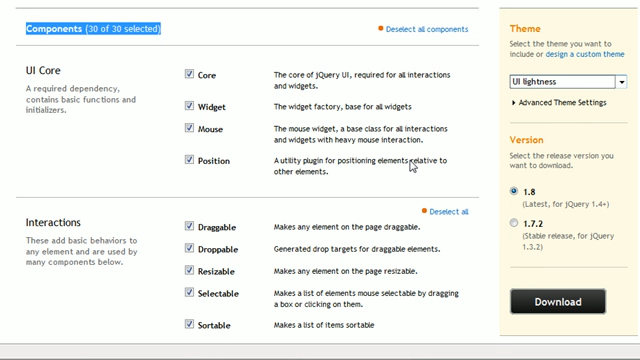 Components (30 of 30 selected)
Deselect all components
UI Core
A required dependency,
contains basic functions and
initializers.
Core
The core of jQuery UI, required for all interactions
and widgets.
Widget
The widget factory, base for all widgets
Mouse
The mouse widget, a base class for all interactions
and widgets with heavy mouse interaction.
Position
A utility plugin for positioning elements relative to
other elements.
Deselect all
Interactions
These add basic behaviors to
any element and are used by
many components below.
Draggable
Makes any element on the page draggable.
Droppable
Generated drop targets for draggable elements.
Resizable
Makes any element on the page resizable.
Selectable
Makes a list of elements mouse selectable by dragging
a box or clicking on them.
Sortable
Makes a list of items sortable
Theme
Select the theme you want to
include or design a custom theme
UI lightness
Advanced Theme Settings
Version
Select the release version you
want to download.
1.8
(Latest, for jQuery 1.4+)
1.7.2
(Stable release, for jQuery
1.3.2)
Download